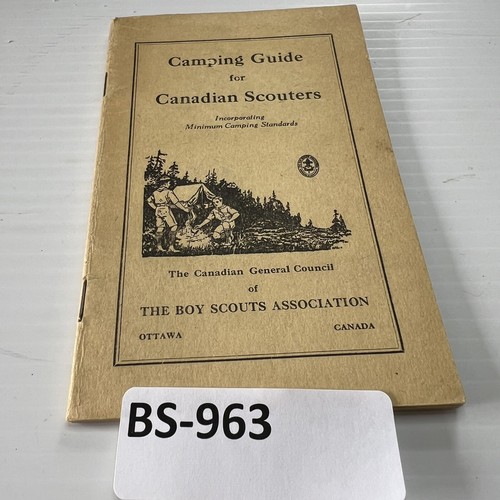 Camping Guide
for
Canadian Scouters
Incorporating
Minimum Camping Standards
The Canadian General Council
of
THE BOY SCOUTS ASSOCIATION
OTTAWA CANADA
BS-963